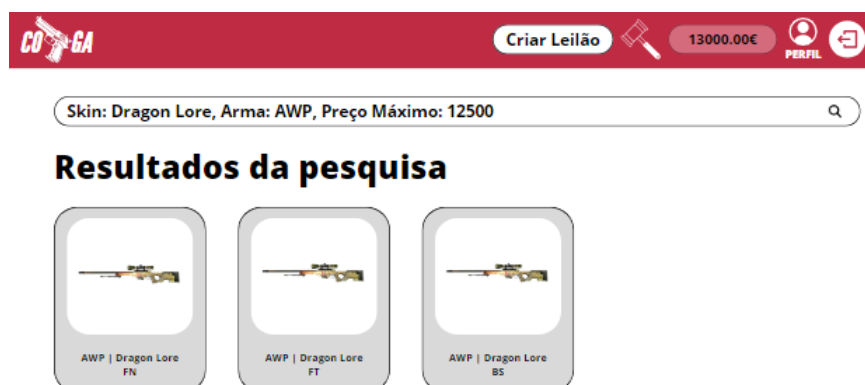 CO GA
Criar Leilão
13000.00€
PERFIL
Skin: Dragon Lore, Arma: AWP, Preço Máximo: 12500
Resultados da pesquisa
AWP | Dragon Lore
FN
AWP | Dragon Lore
FT
AWP | Dragon Lore
BS